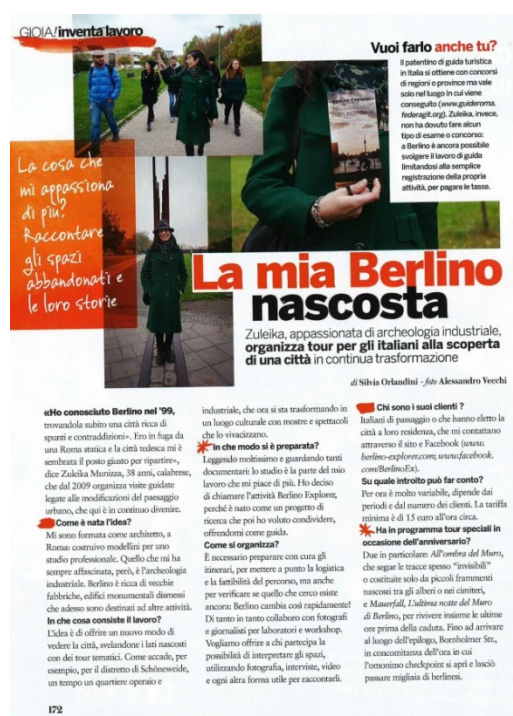 GIOIA! inventa lavoro
Vuoi farlo anche tu?
Il patentino di guida turistica
in Italia si ottiene con concorsi
di regioni o province ma vale
solo nel luogo in cui viene
conseguito (www.guideroma.
federagit.org). Zuleika, invece,
non ha dovuto fare alcun
tipo di esame o concorso:
a Berlino è ancora possibile
svolgere il lavoro di guida
limitandosi alla semplice
registrazione della propria
attività, per pagare le tasse.
La cosa che
mi appassiona
di più?
Raccontare
gli spazi
abbandonati e
le loro storie
La mia Berlino
nascosta
Zuleika, appassionata di archeologia industriale,
organizza tour per gli italiani alla scoperta
di una città in continua trasformazione
di Silvia Orlandini - foto Alessandro Vecchi
«Ho conosciuto Berlino nel '99,
trovandola subito una città ricca di
spunti e contraddizioni». Ero in fuga da
una Roma statica e la città tedesca mi è
sembrata il posto giusto per ripartire»,
dice Zuleika Munizza, 38 anni, calabrese,
che dal 2009 organizza visite guidate
legate alle modificazioni del paesaggio
urbano, che qui è in continuo divenire.
Come è nata l'idea?
Mi sono formata come architetto, a
Roma: costruivo modellini per uno
studio professionale. Quello che mi ha
sempre affascinata, però, è l'archeologia
industriale. Berlino è ricca di vecchie
fabbriche, edifici monumentali dismessi
che adesso sono destinati ad altre attività.
In che cosa consiste il lavoro?
L'idea è di offrire un nuovo modo di
vedere la città, svelandone i lati nascosti
con dei tour tematici. Come accade, per
esempio, per il distretto di Schöneweide,
un tempo un quartiere operaio e
industriale, che ora si sta trasformando in
un luogo culturale con mostre e spettacoli
che lo vivacizzano.
In che modo si è preparata?
Leggendo moltissimo e guardando tanti
documentari: lo studio è la parte del mio
lavoro che mi piace di più. Ho deciso
di chiamare l'attività Berlino Explorer,
perché è nato come un progetto di
ricerca che poi ho voluto condividere,
offrendomi come guida.
Come si organizza?
È necessario preparare con cura gli
itinerari, per mettere a punto la logistica
e la fattibilità del percorso, ma anche
per verificare se quello che cerco esiste
ancora: Berlino cambia così rapidamente!
Di tanto in tanto collaboro con fotografi
e giornalisti per laboratori e workshop.
Vogliamo offrire a chi partecipa la
possibilità di interpretare gli spazi,
utilizzando fotografia, interviste, video
e ogni altra forma utile per raccontarli.
Chi sono i suoi clienti ?
Italiani di passaggio o che hanno eletto la
città a loro residenza, che mi contattano
attraverso il sito e Facebook (www.
berlino-explorer.com; www.facebook.
com/BerlinoEx).
Su quale introito può far conto?
Per ora è molto variabile, dipende dai
periodi e dal numero dei clienti. La tariffa
minima è di 15 euro all'ora circa.
Ha in programma tour speciali in
occasione dell'anniversario?
Due in particolare: All'ombra del Muro,
che segue le tracce spesso "invisibili"
o costituite solo da piccoli frammenti
nascosti tra gli alberi o nei cimiteri,
e Mauerfall, L'ultima notte del Muro
di Berlino, per rivivere insieme le ultime
ore prima della caduta. Fino ad arrivare
al luogo dell'epilogo, Bornholmer Str.,
in concomitanza dell'ora in cui
l'omonimo checkpoint si aprì e lasciò
passare migliaia di berlinesi.
172